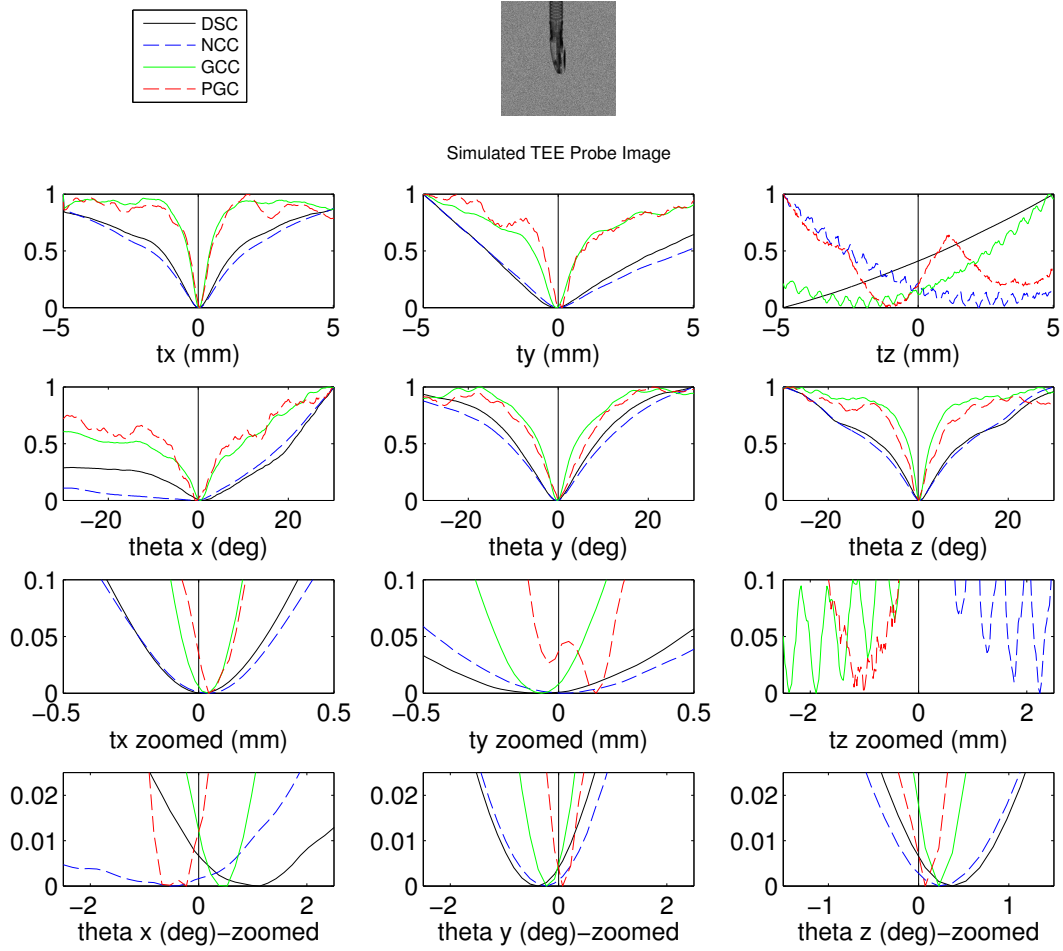 DSC
NCC
GCC
PGC
Simulated TEE Probe Image
1
0.5
0
−5 0 5
tx (mm)
1
0.5
0
−5 0 5
ty (mm)
1
0.5
0
−5 0 5
tz (mm)
1
0.5
0
−20 0 20
theta x (deg)
1
0.5
0
−20 0 20
theta y (deg)
1
0.5
0
−20 0 20
theta z (deg)
0.1
0.05
0
−0.5 0 0.5
tx zoomed (mm)
0.1
0.05
0
−0.5 0 0.5
ty zoomed (mm)
0.1
0.05
0
−2 0 2
tz zoomed (mm)
0.02
0.01
0
−2 0 2
theta x (deg)−zoomed
0.02
0.01
0
−2 0 2
theta y (deg)−zoomed
0.02
0.01
0
−1 0 1
theta z (deg)−zoomed